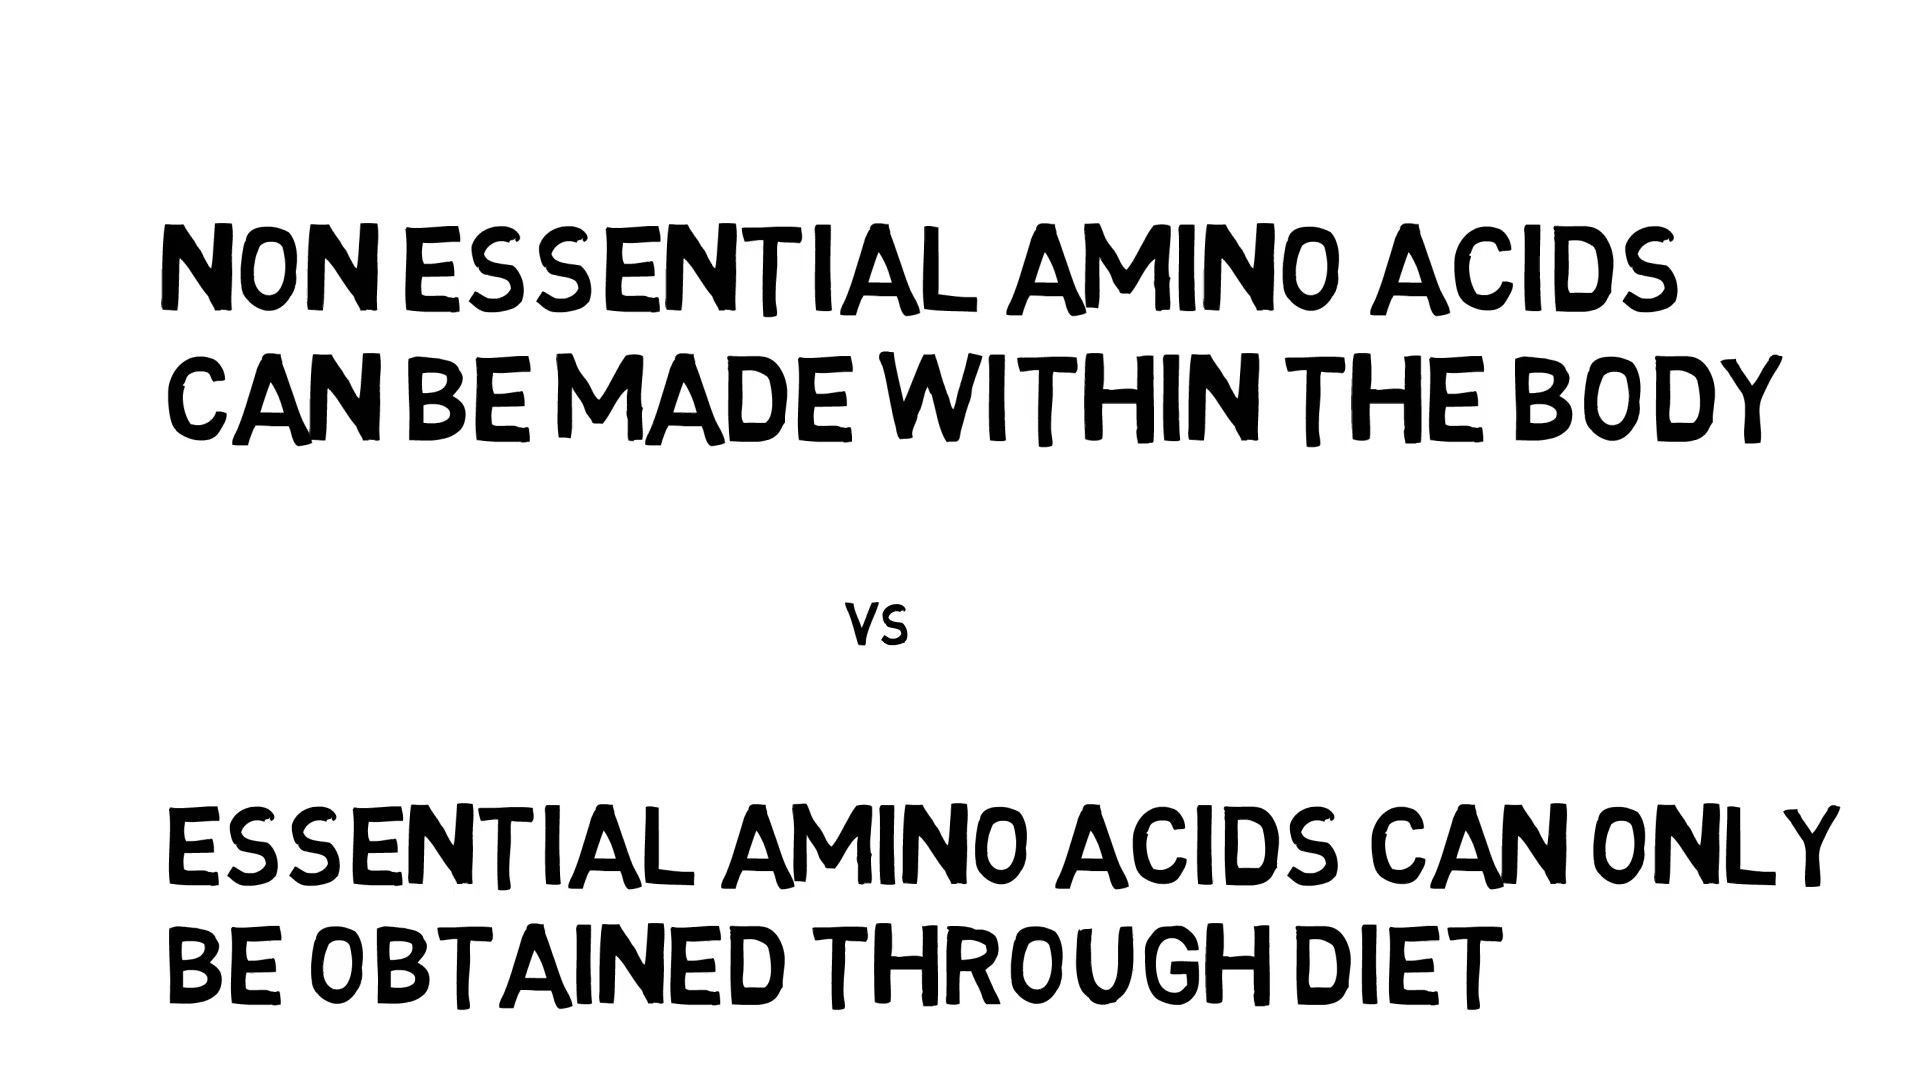 NON ESSENTIAL AMINO ACIDS
CAN BE MADE WITHIN THE BODY
VS
ESSENTIAL AMINO ACIDS CAN ONLY
BE OBTAINED THROUGH DIET